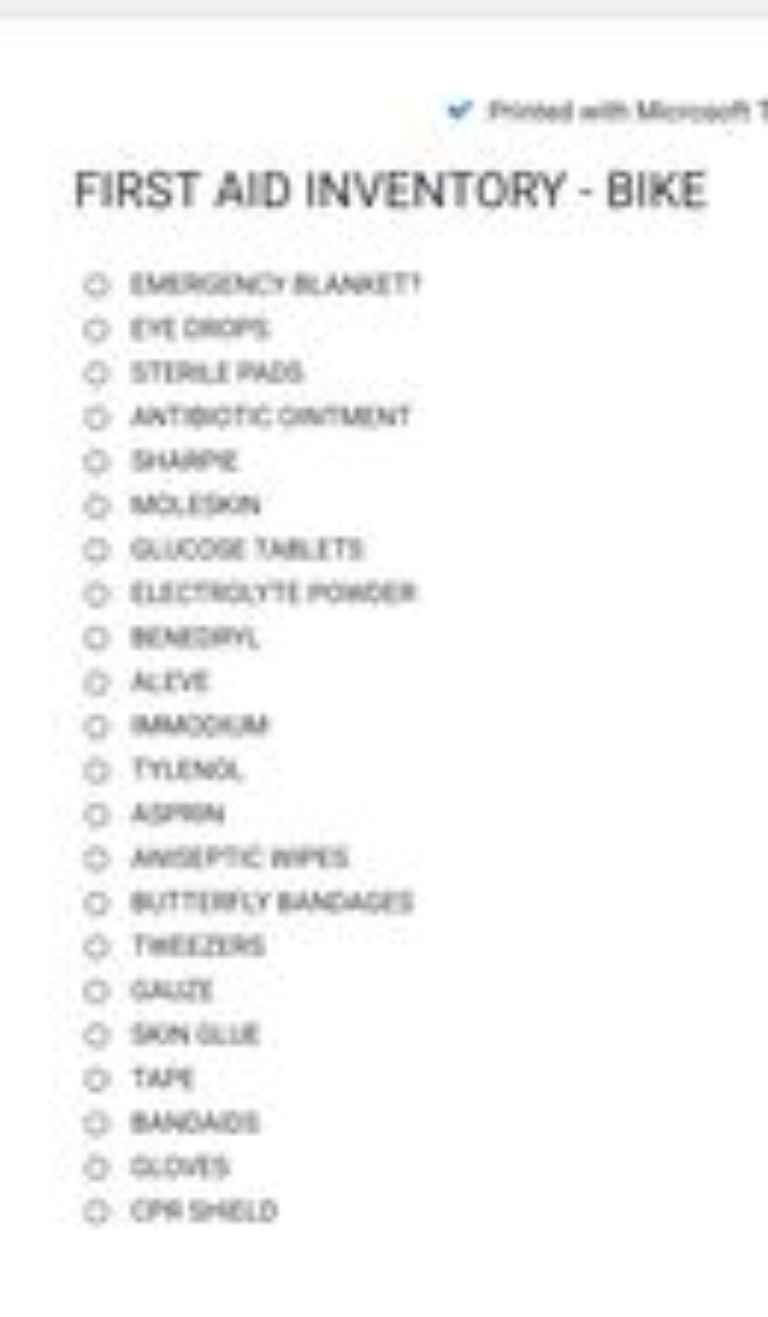 Printed with Microsoft T
FIRST AID INVENTORY - BIKE
EMERGENCY BLANKET?
EYE DROPS
STERILE PADS
ANTIBIOTIC OINTMENT
SHARPIE
MOLESKIN
GLUCOSE TABLETS
ELECTROLYTE POWDER
BENEDRYL
ALEVE
IMMODIUM
TYLENOL
ASPRIN
ANISEPTIC WIPES
BUTTERFLY BANDAGES
TWEEZERS
GAUZE
SKIN GLUE
TAPE
BANDAIDS
GLOVES
CPR SHIELD